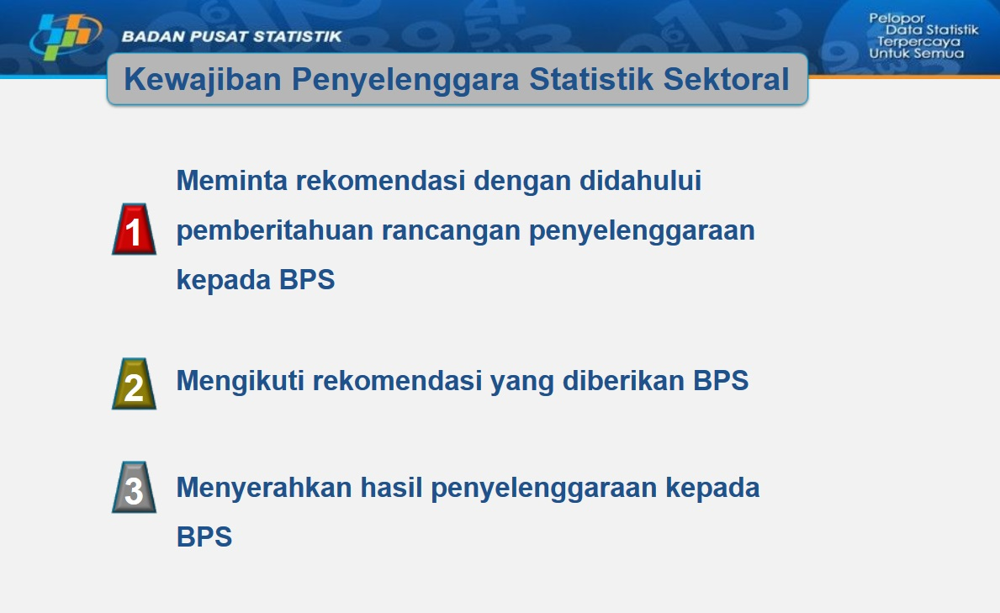 BADAN PUSAT STATISTIK
Pelopor
Data Statistik
Terpercaya
Untuk Semua
Kewajiban Penyelenggara Statistik Sektoral
Meminta rekomendasi dengan didahului
1 pemberitahuan rancangan penyelenggaraan
kepada BPS
2 Mengikuti rekomendasi yang diberikan BPS
3 Menyerahkan hasil penyelenggaraan kepada
BPS